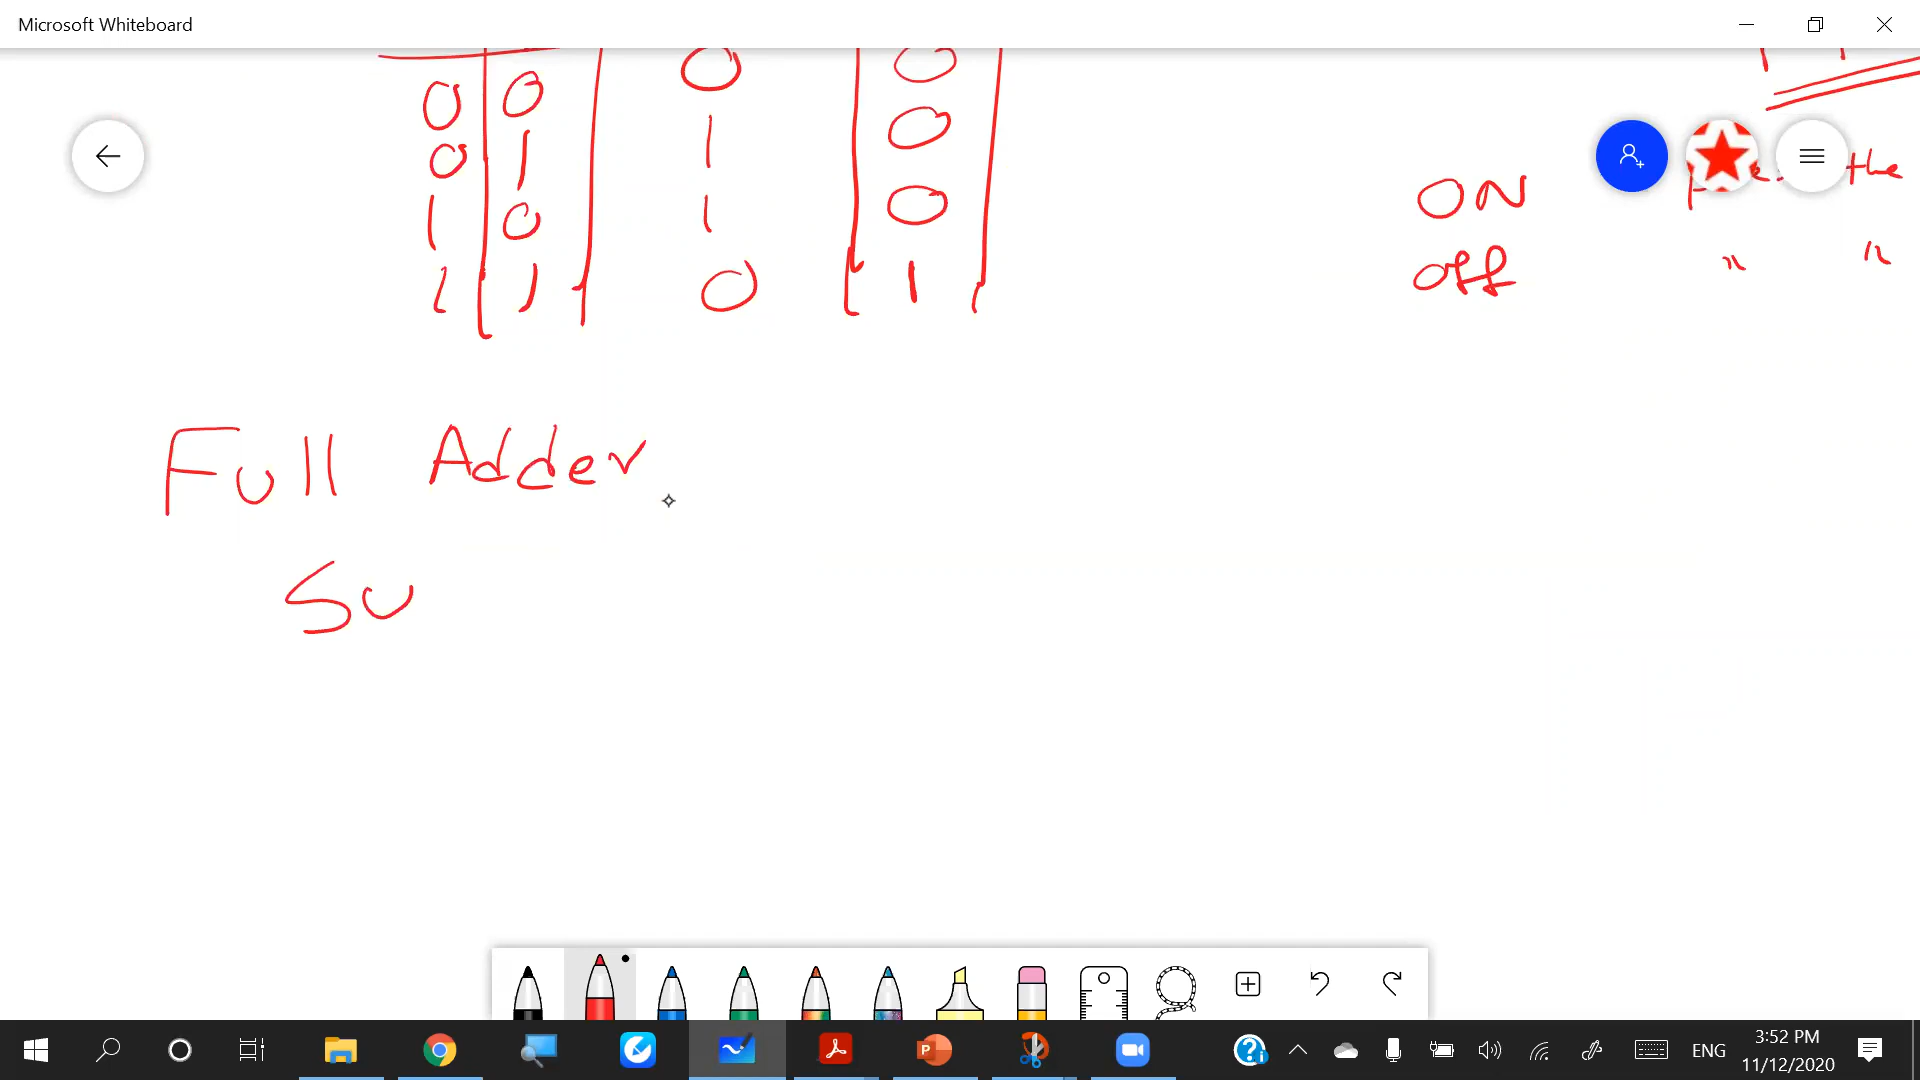 Microsoft Whiteboard
0 0
0 0 0
0 1 1 0
1 0 1 0
1 1 0 1
ON the
Off " "
Full Adder
Su
ENG
3:52 PM
11/12/2020